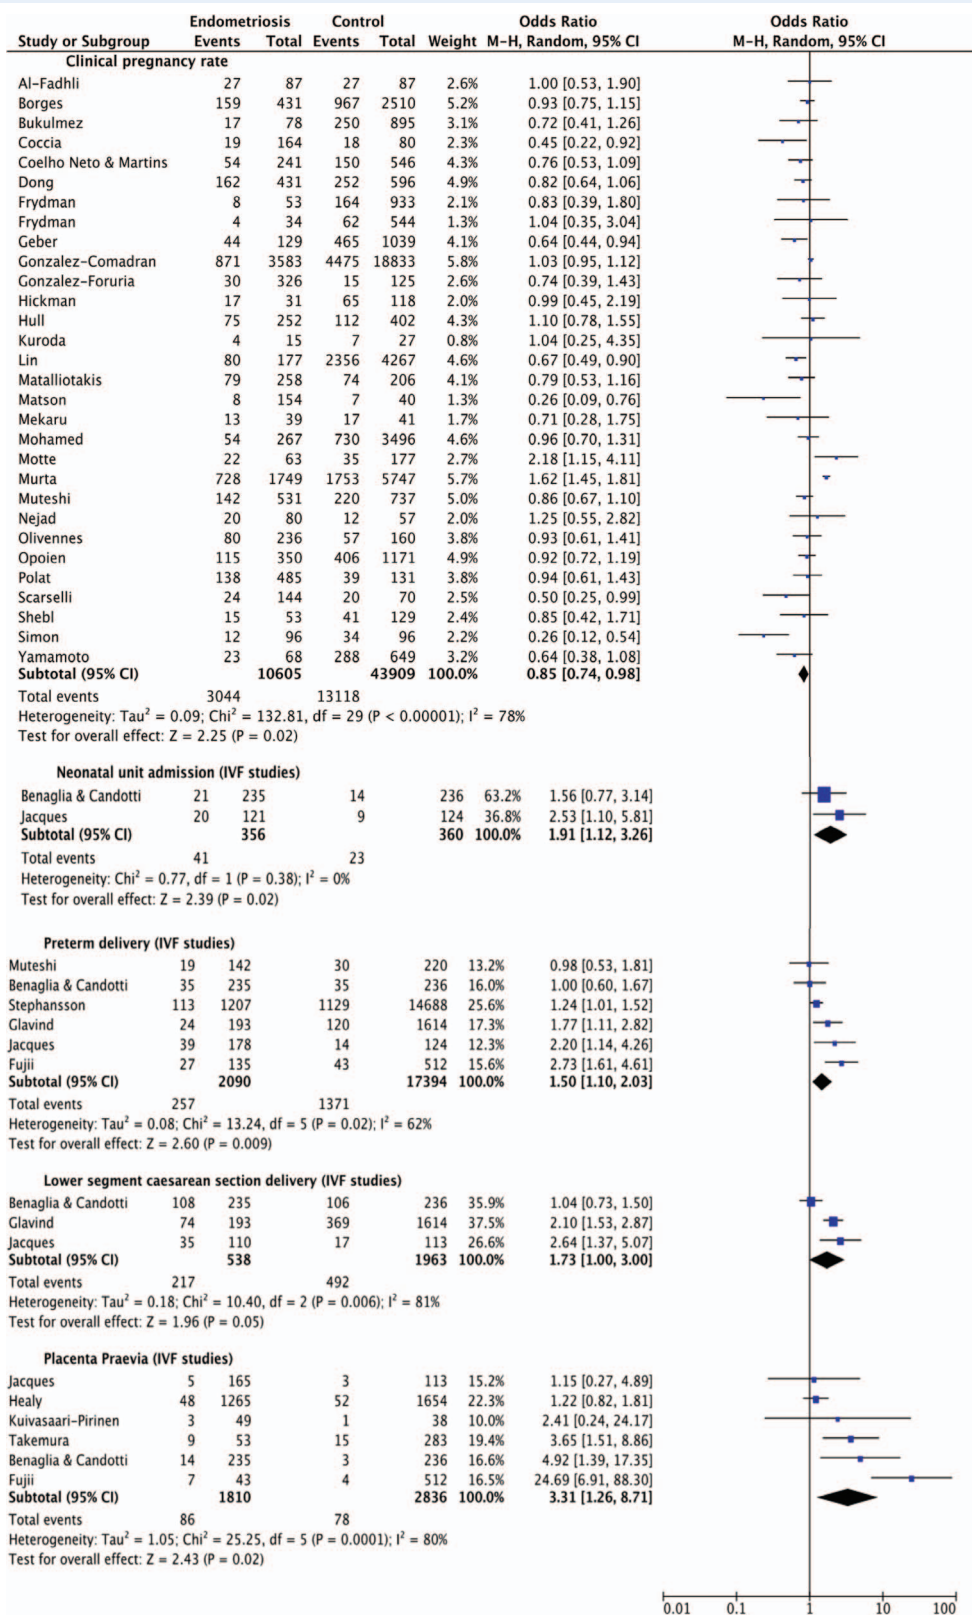 Endometriosis Control Odds Ratio Odds Ratio
Study or Subgroup Events Total Events Total Weight M-H, Random, 95% CI M-H, Random, 95% CI
Clinical pregnancy rate
Al-Fadhli 27 87 27 87 2.6% 1.00 [0.53, 1.90]
Borges 159 431 967 2510 5.2% 0.93 [0.75, 1.15]
Bukulmez 17 78 250 895 3.1% 0.72 [0.41, 1.26]
Coccia 19 164 18 80 2.3% 0.45 [0.22, 0.92]
Coelho Neto & Martins 54 241 150 546 4.3% 0.76 [0.53, 1.09]
Dong 162 431 252 596 4.9% 0.82 [0.64, 1.06]
Frydman 8 53 164 933 2.1% 0.83 [0.39, 1.80]
Frydman 4 34 62 544 1.3% 1.04 [0.35, 3.04]
Geber 44 129 465 1039 4.1% 0.64 [0.44, 0.94]
Gonzalez-Comadran 871 3583 4475 18833 5.8% 1.03 [0.95, 1.12]
Gonzalez-Foruria 30 326 15 125 2.6% 0.74 [0.39, 1.43]
Hickman 17 31 65 118 2.0% 0.99 [0.45, 2.19]
Hull 75 252 112 402 4.3% 1.10 [0.78, 1.55]
Kuroda 4 15 7 27 0.8% 1.04 [0.25, 4.35]
Lin 80 177 2356 4267 4.6% 0.67 [0.49, 0.90]
Matalliotakis 79 258 74 206 4.1% 0.79 [0.53, 1.16]
Matson 8 154 7 40 1.3% 0.26 [0.09, 0.76]
Mekaru 13 39 17 41 1.7% 0.71 [0.28, 1.75]
Mohamed 54 267 730 3496 4.6% 0.96 [0.70, 1.31]
Motte 22 63 35 177 2.7% 2.18 [1.15, 4.11]
Murta 728 1749 1753 5747 5.7% 1.62 [1.45, 1.81]
Muteshi 142 531 220 737 5.0% 0.86 [0.67, 1.10]
Nejad 20 80 12 57 2.0% 1.25 [0.55, 2.82]
Olivennes 80 236 57 160 3.8% 0.93 [0.61, 1.41]
Opoien 115 350 406 1171 4.9% 0.92 [0.72, 1.19]
Polat 138 485 39 131 3.8% 0.94 [0.61, 1.43]
Scarselli 24 144 20 70 2.5% 0.50 [0.25, 0.99]
Shebl 15 53 41 129 2.4% 0.85 [0.42, 1.71]
Simon 12 96 34 96 2.2% 0.26 [0.12, 0.54]
Yamamoto 23 68 288 649 3.2% 0.64 [0.38, 1.08]
Subtotal (95% CI) 10605 43909 100.0% 0.85 [0.74, 0.98]
Total events 3044 13118
Heterogeneity: Tau² = 0.09; Chi² = 132.81, df = 29 (P < 0.00001); I² = 78%
Test for overall effect: Z = 2.25 (P = 0.02)
Neonatal unit admission (IVF studies)
Benaglia & Candotti 21 235 14 236 63.2% 1.56 [0.77, 3.14]
Jacques 20 121 9 124 36.8% 2.53 [1.10, 5.81]
Subtotal (95% CI) 356 360 100.0% 1.91 [1.12, 3.26]
Total events 41 23
Heterogeneity: Chi² = 0.77, df = 1 (P = 0.38); I² = 0%
Test for overall effect: Z = 2.39 (P = 0.02)
Preterm delivery (IVF studies)
Muteshi 19 142 30 220 13.2% 0.98 [0.53, 1.81]
Benaglia & Candotti 35 235 35 236 16.0% 1.00 [0.60, 1.67]
Stephansson 113 1207 1129 14688 25.6% 1.24 [1.01, 1.52]
Glavind 24 193 120 1614 17.3% 1.77 [1.11, 2.82]
Jacques 39 178 14 124 12.3% 2.20 [1.14, 4.26]
Fujii 27 135 43 512 15.6% 2.73 [1.61, 4.61]
Subtotal (95% CI) 2090 17394 100.0% 1.50 [1.10, 2.03]
Total events 257 1371
Heterogeneity: Tau² = 0.08; Chi² = 13.24, df = 5 (P = 0.02); I² = 62%
Test for overall effect: Z = 2.60 (P = 0.009)
Lower segment caesarean section delivery (IVF studies)
Benaglia & Candotti 108 235 106 236 35.9% 1.04 [0.73, 1.50]
Glavind 74 193 369 1614 37.5% 2.10 [1.53, 2.87]
Jacques 35 110 17 113 26.6% 2.64 [1.37, 5.07]
Subtotal (95% CI) 538 1963 100.0% 1.73 [1.00, 3.00]
Total events 217 492
Heterogeneity: Tau² = 0.18; Chi² = 10.40, df = 2 (P = 0.006); I² = 81%
Test for overall effect: Z = 1.96 (P = 0.05)
Placenta Praevia (IVF studies)
Jacques 5 165 3 113 15.2% 1.15 [0.27, 4.89]
Healy 48 1265 52 1654 22.3% 1.22 [0.82, 1.81]
Kuivasaari-Pirinen 3 49 1 38 10.0% 2.41 [0.24, 24.17]
Takemura 9 53 15 283 19.4% 3.65 [1.51, 8.86]
Benaglia & Candotti 14 235 3 236 16.6% 4.92 [1.39, 17.35]
Fujii 7 43 4 512 16.5% 24.69 [6.91, 88.30]
Subtotal (95% CI) 1810 2836 100.0% 3.31 [1.26, 8.71]
Total events 86 78
Heterogeneity: Tau² = 1.05; Chi² = 25.25, df = 5 (P = 0.0001); I² = 80%
Test for overall effect: Z = 2.43 (P = 0.02)
0.01 0.1 1 10 100